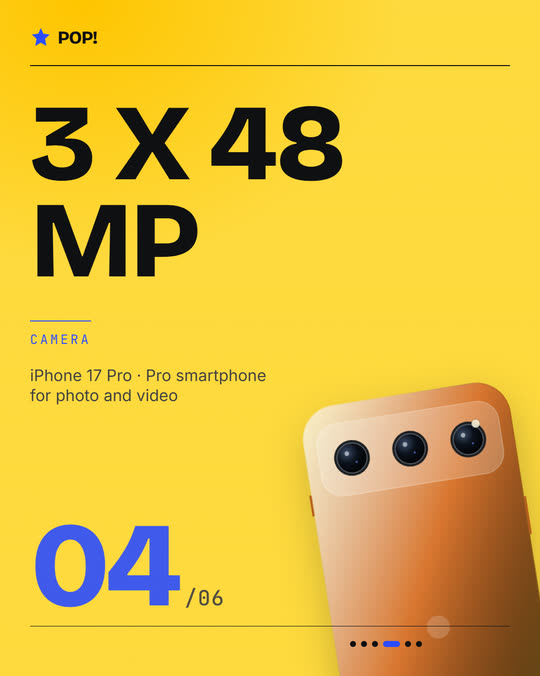 POP!
3 X 48
MP
CAMERA
iPhone 17 Pro · Pro smartphone
for photo and video
04/06